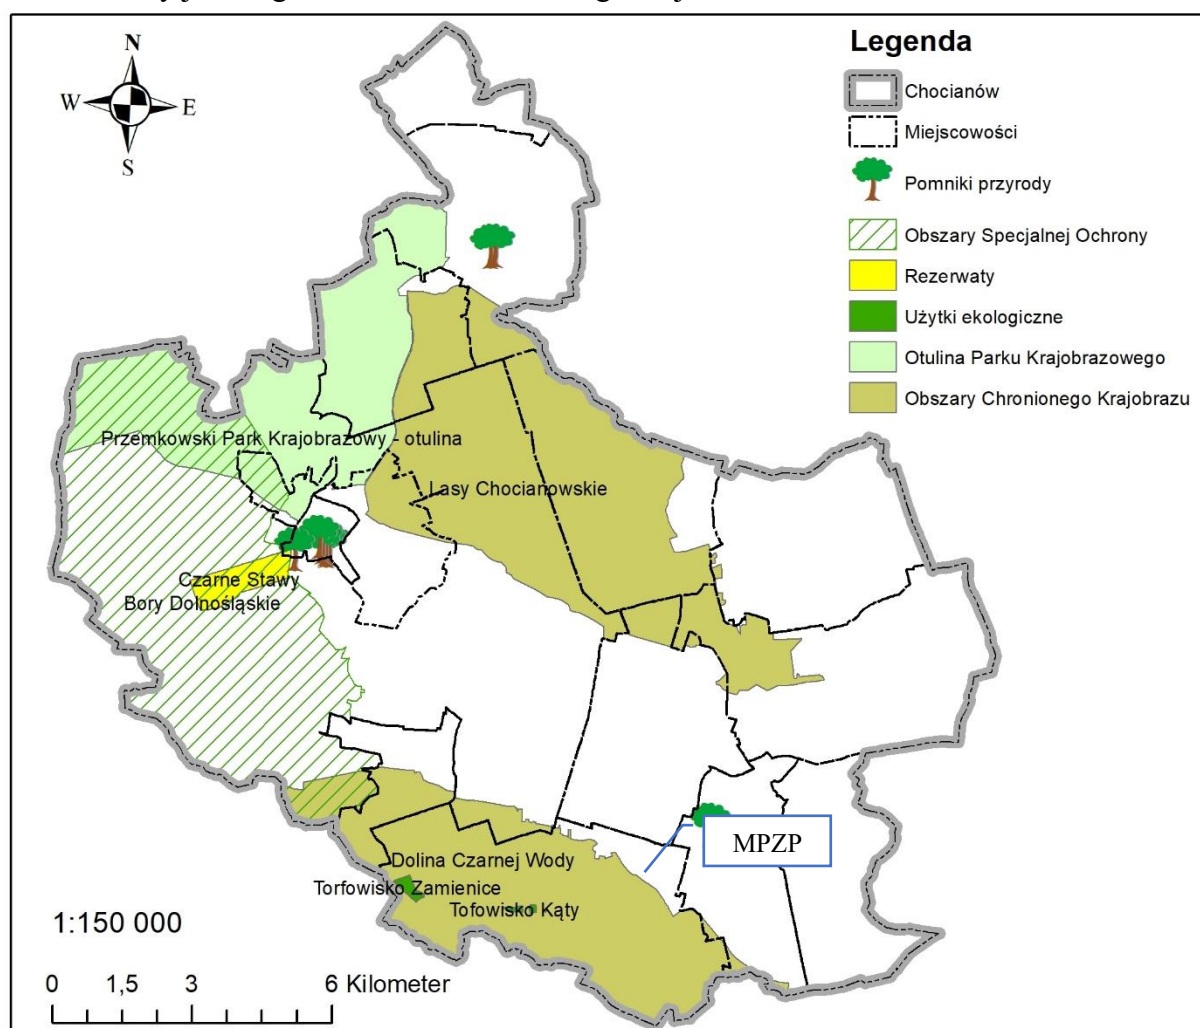 N
W
E
S
Legenda
Chocianów
Miejscowości
Pomniki przyrody
Obszary Specjalnej Ochrony
Rezerwaty
Użytki ekologiczne
Otulina Parku Krajobrazowego
Obszary Chronionego Krajobrazu
Przemkowski Park Krajobrazowy - otulina
Lasy Chocianowskie
Czarne Stawy
Bory Dolnośląskie
MPZP
Dolina Czarnej Wody
Torfowisko Zamienice
Tofowisko Kąty
1:150 000
0 1,5 3 6 Kilometer